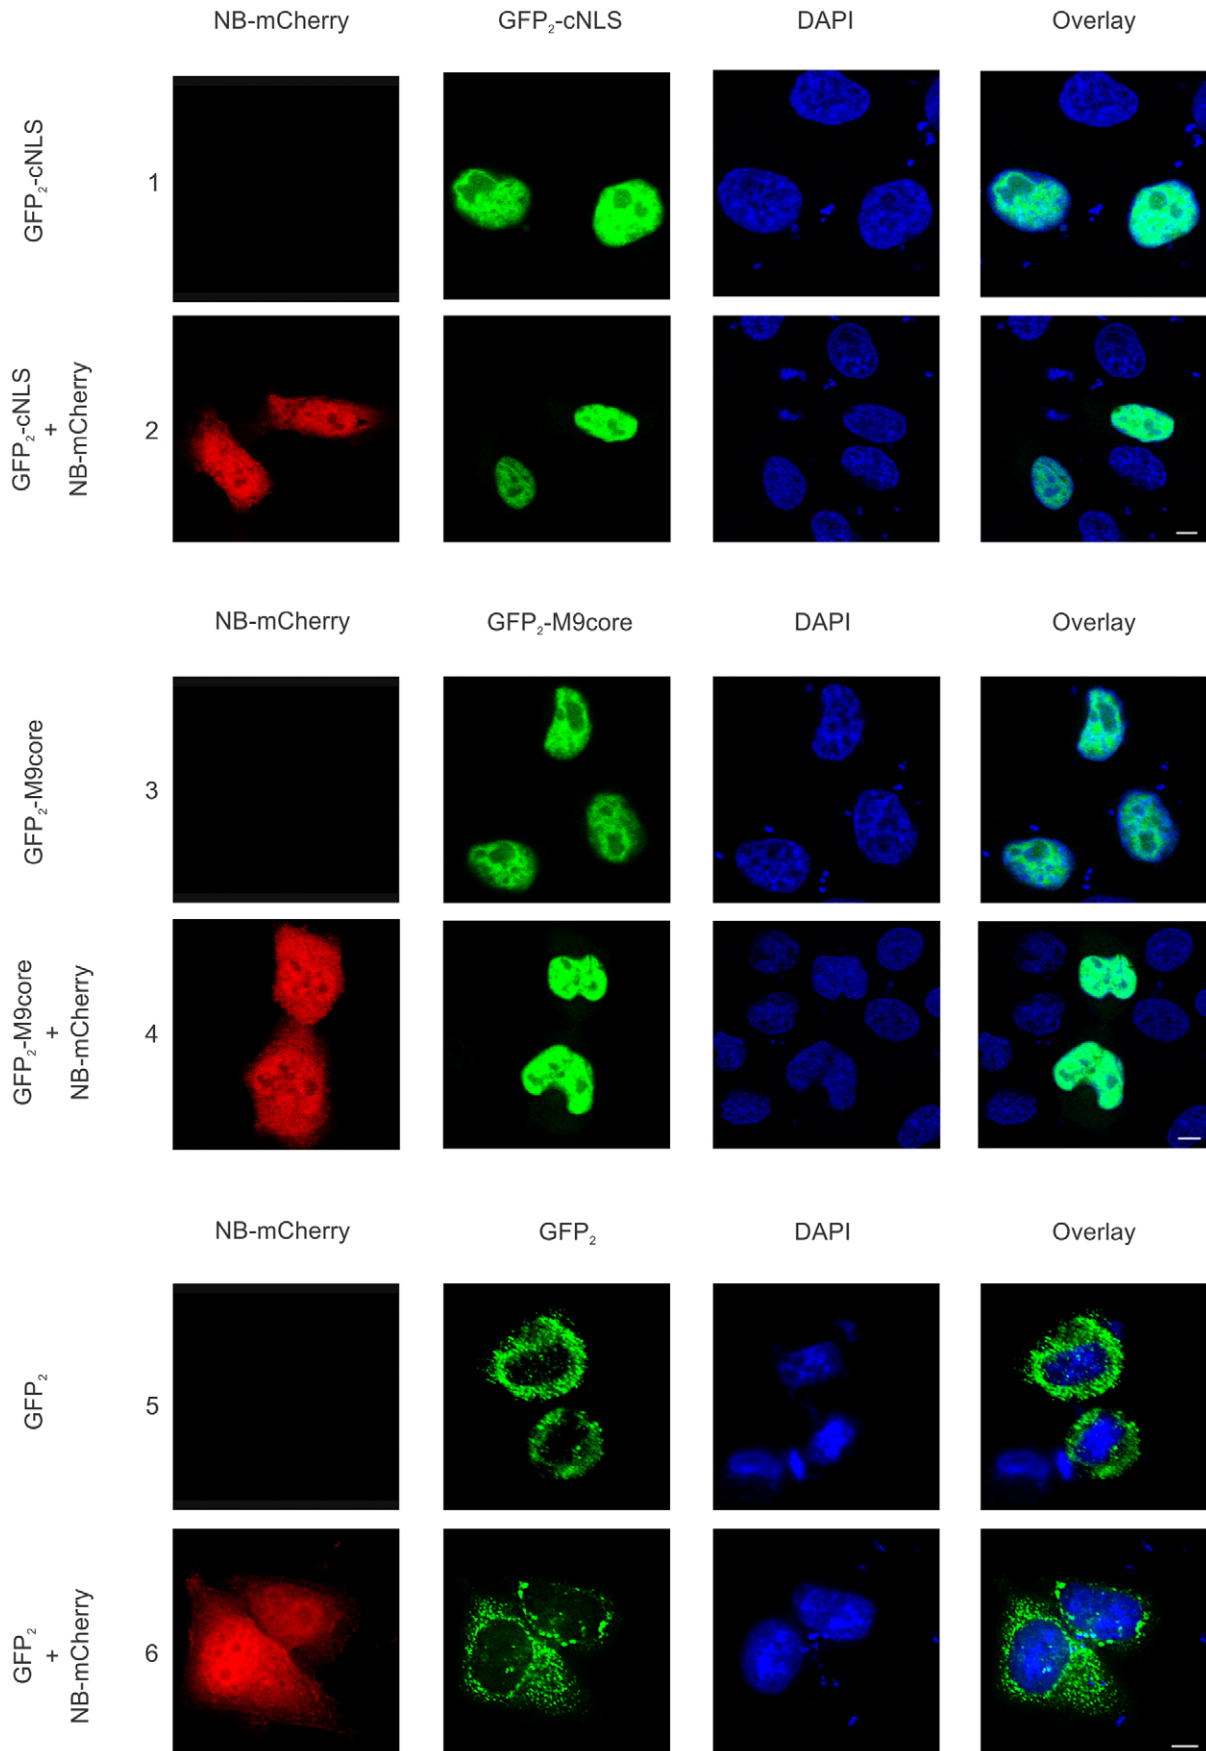 NB-mCherry GFP₂-cNLS DAPI Overlay
GFP₂-cNLS
1
GFP₂-cNLS
+
NB-mCherry
2
NB-mCherry GFP₂-M9core DAPI Overlay
GFP₂-M9core
3
GFP₂-M9core
+
NB-mCherry
4
NB-mCherry GFP₂ DAPI Overlay
GFP₂
5
GFP₂
+
NB-mCherry
6